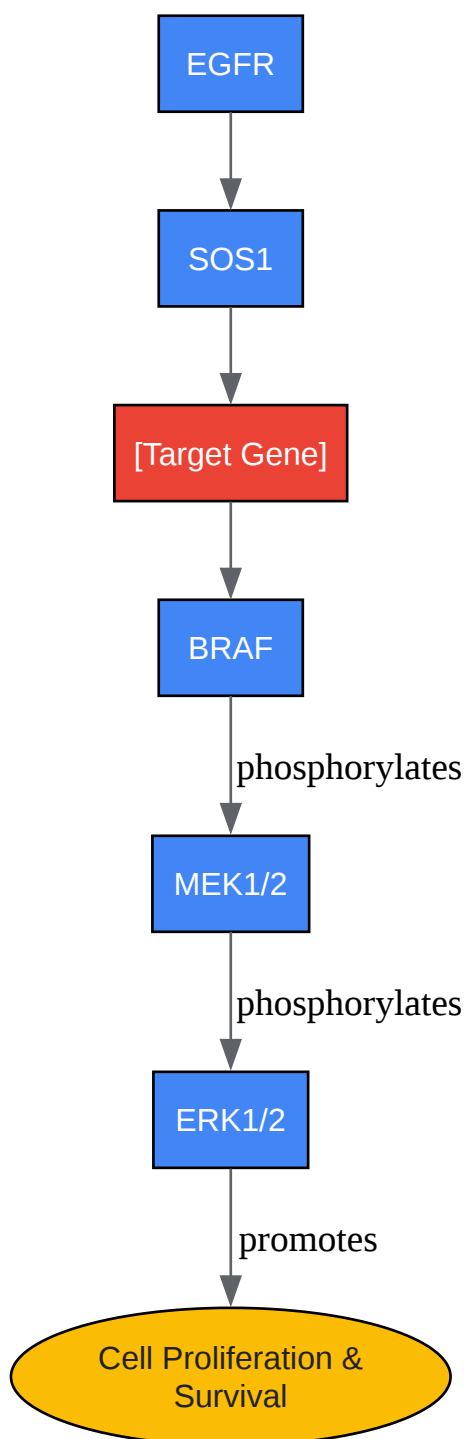 EGFR
SOS1
[Target Gene]
BRAF
phosphorylates
MEK1/2
phosphorylates
ERK1/2
promotes
Cell Proliferation &
Survival